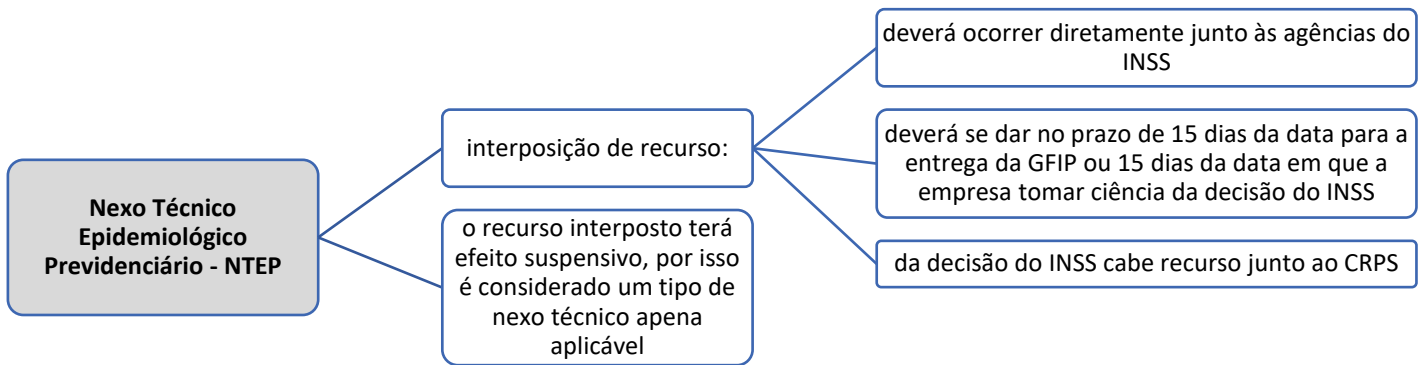 Nexo Técnico
Epidemiológico
Previdenciário - NTEP
interposição de recurso:
deverá ocorrer diretamente junto às agências do
INSS
deverá se dar no prazo de 15 dias da data para a
entrega da GFIP ou 15 dias da data em que a
empresa tomar ciência da decisão do INSS
da decisão do INSS cabe recurso junto ao CRPS
o recurso interposto terá
efeito suspensivo, por isso
é considerado um tipo de
nexo técnico apena
aplicável